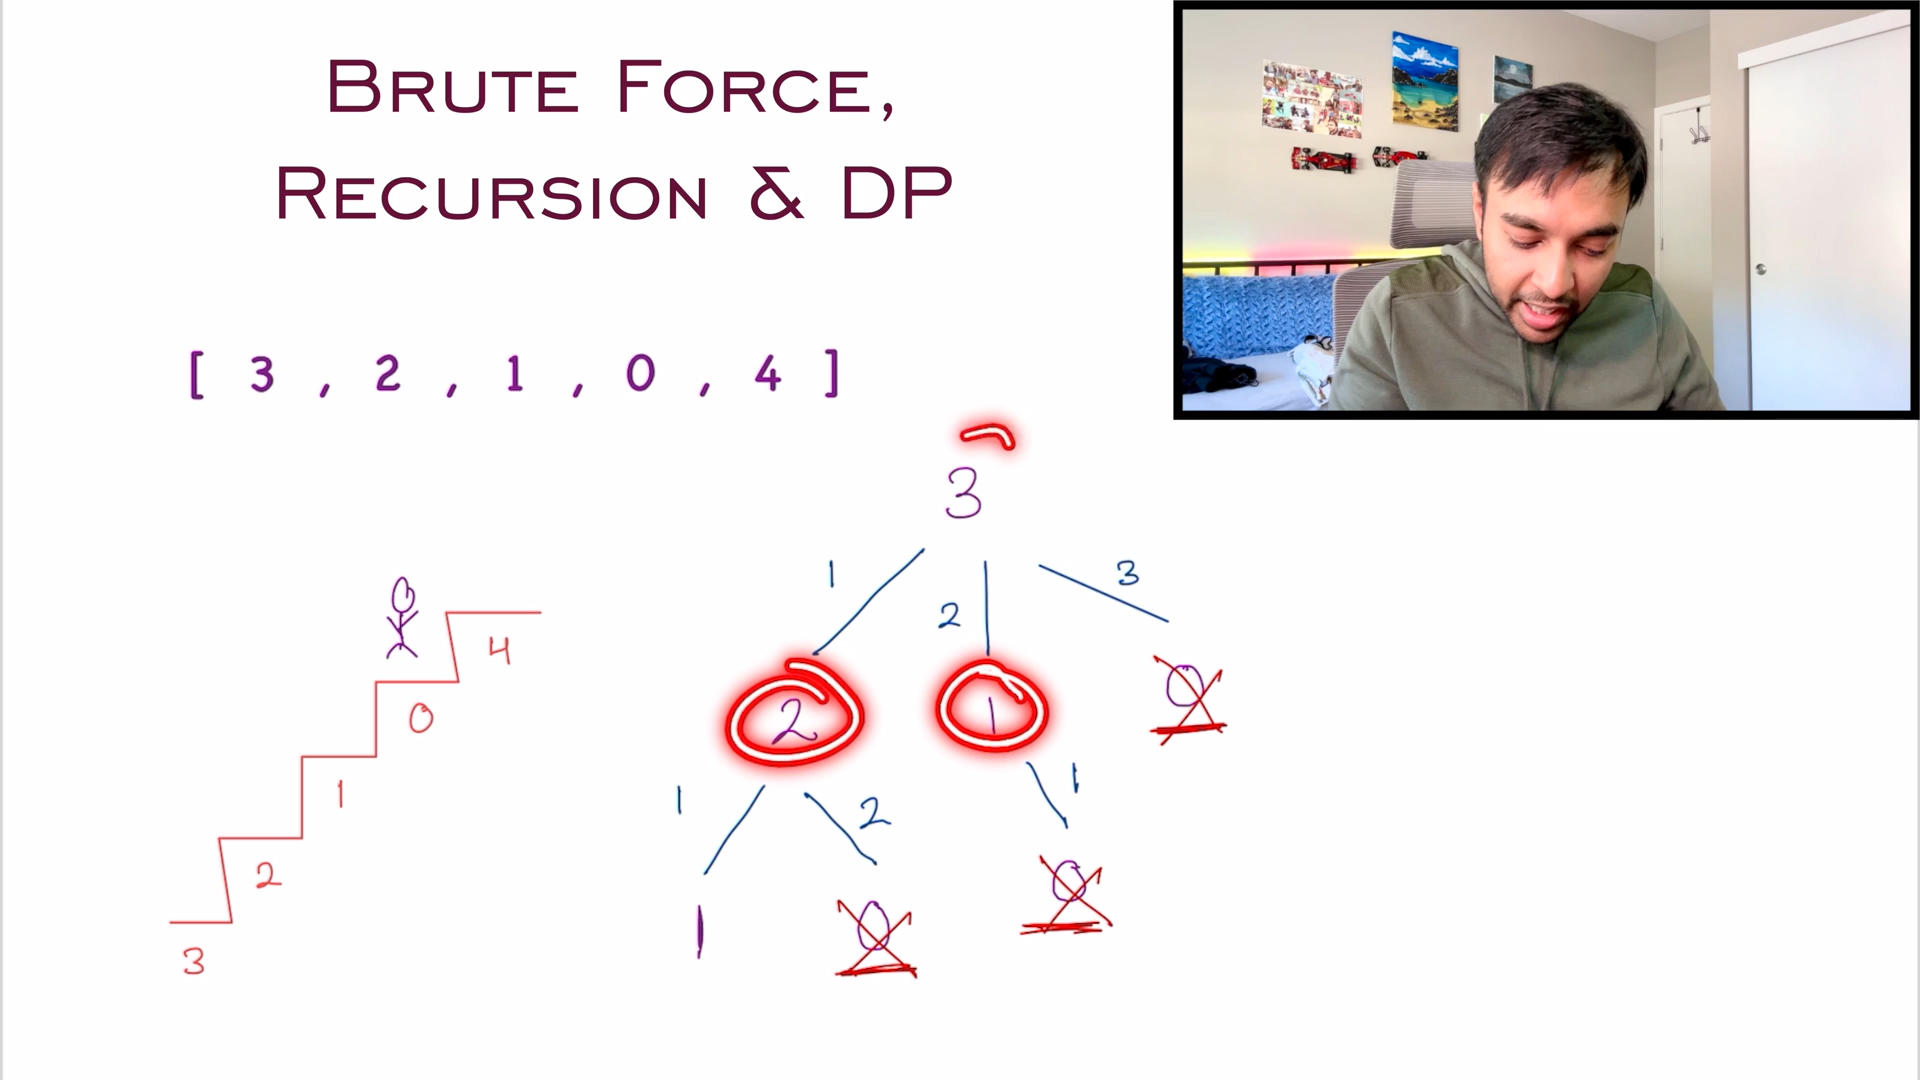 BRUTE FORCE,
RECURSION & DP
[ 3 , 2 , 1 , 0 , 4 ]
3
1 2 3
2 1 0
1 2 1
1 0 0
4
0
1
2
3